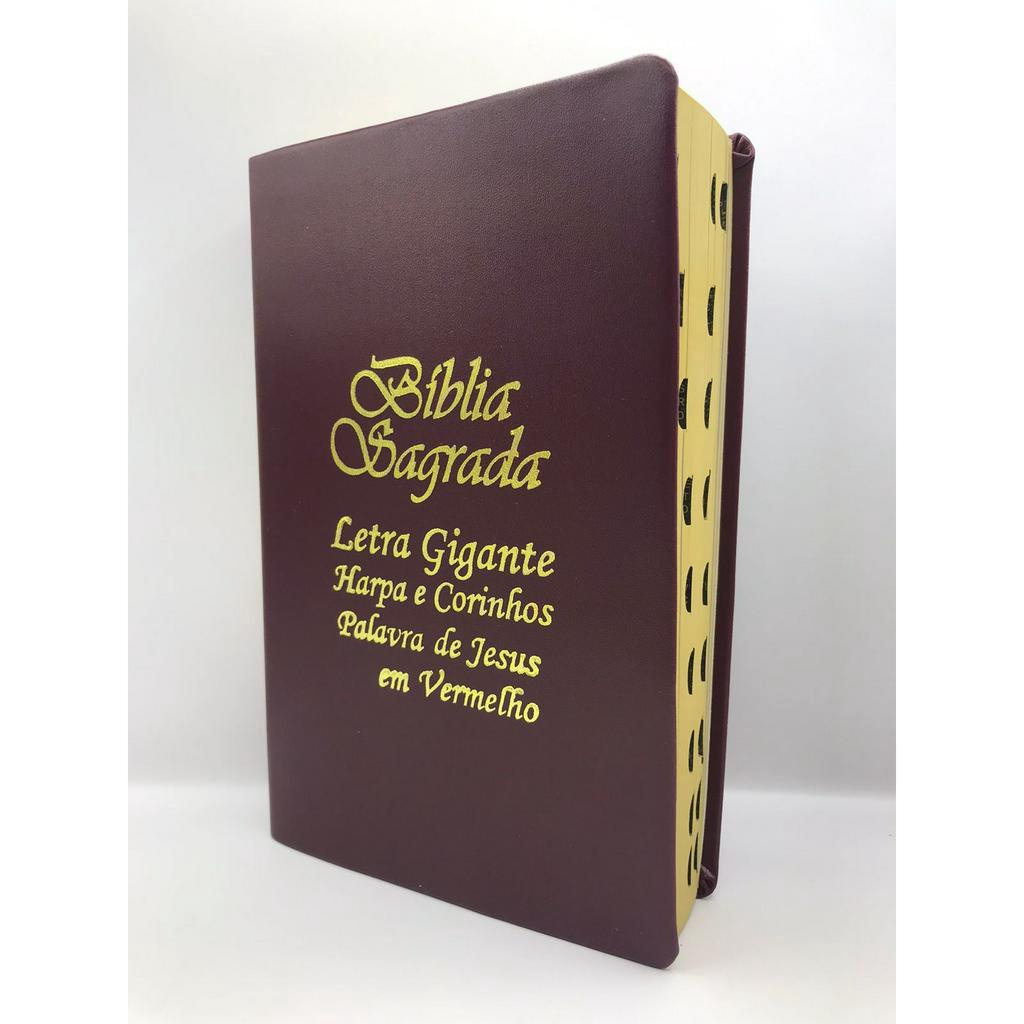 Bíblia
Sagrada
Letra Gigante
Harpa e Corinhos
Palavra de Jesus
em Vermelho